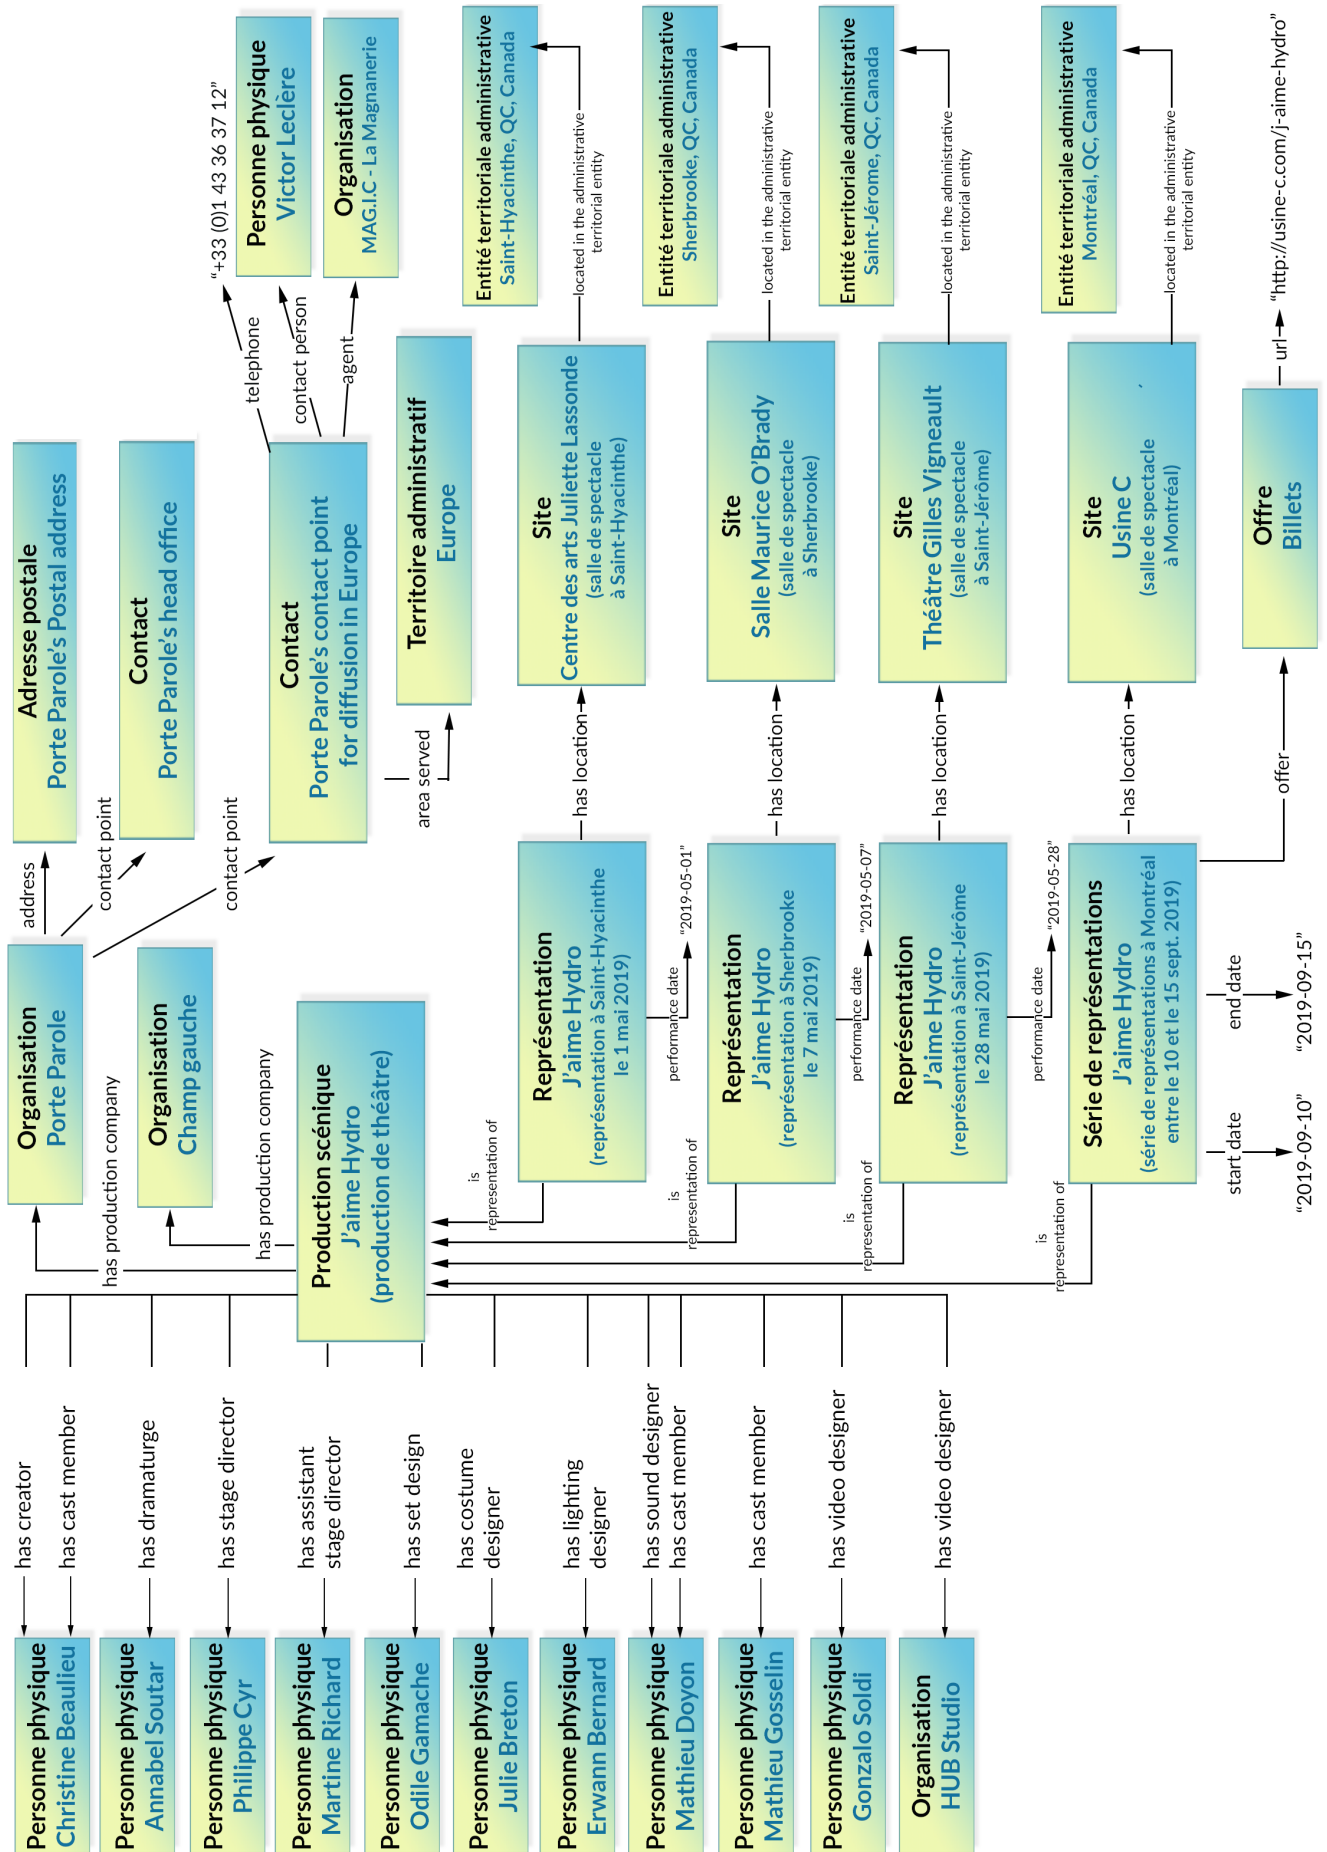 Personne physique
Christine Beaulieu
has creator
has cast member
Personne physique
Annabel Soutar
has dramaturge
Personne physique
Philippe Cyr
has stage director
Personne physique
Martine Richard
has assistant
stage director
Personne physique
Odile Gamache
has set design
Personne physique
Julie Breton
has costume
designer
Personne physique
Erwann Bernard
has lighting
designer
Personne physique
Mathieu Doyon
has sound designer
has cast member
Personne physique
Mathieu Gosselin
has cast member
Personne physique
Gonzalo Soldi
has video designer
Organisation
HUB Studio
has video designer
Production scénique
J'aime Hydro
(production de théâtre)
has production company
has production company
Organisation
Porte Parole
Organisation
Champ gauche
address
contact point
contact point
Adresse postale
Porte Parole's Postal address
Contact
Porte Parole's head office
Contact
Porte Parole's contact point
for diffusion in Europe
telephone
contact person
agent
“+33 (0)1 43 36 37 12”
Personne physique
Victor Leclère
Organisation
MAG.I.C - La Magnanerie
area served
Territoire administratif
Europe
is
representation of
Représentation
J'aime Hydro
(représentation à Saint-Hyacinthe
le 1 mai 2019)
performance date
“2019-05-01”
has location
Site
Centre des arts Juliette Lassonde
(salle de spectacle
à Saint-Hyacinthe)
located in the administrative
territorial entity
Entité territoriale administrative
Saint-Hyacinthe, QC, Canada
is
representation of
Représentation
J'aime Hydro
(représentation à Sherbrooke
le 7 mai 2019)
performance date
“2019-05-07”
has location
Site
Salle Maurice O'Brady
(salle de spectacle
à Sherbrooke)
located in the administrative
territorial entity
Entité territoriale administrative
Sherbrooke, QC, Canada
is
representation of
Représentation
J'aime Hydro
(représentation à Saint-Jérôme
le 28 mai 2019)
performance date
“2019-05-28”
has location
Site
Théâtre Gilles Vigneault
(salle de spectacle
à Saint-Jérôme)
located in the administrative
territorial entity
Entité territoriale administrative
Saint-Jérome, QC, Canada
is
representation of
Série de représentations
J'aime Hydro
(série de représentations à Montréal
entre le 10 et le 15 sept. 2019)
start date
“2019-09-10”
end date
“2019-09-15”
has location
Site
Usine C
(salle de spectacle
à Montréal)
located in the administrative
territorial entity
Entité territoriale administrative
Montréal, QC, Canada
offer
Offre
Billets
url
“http://usine-c.com/j-aime-hydro”